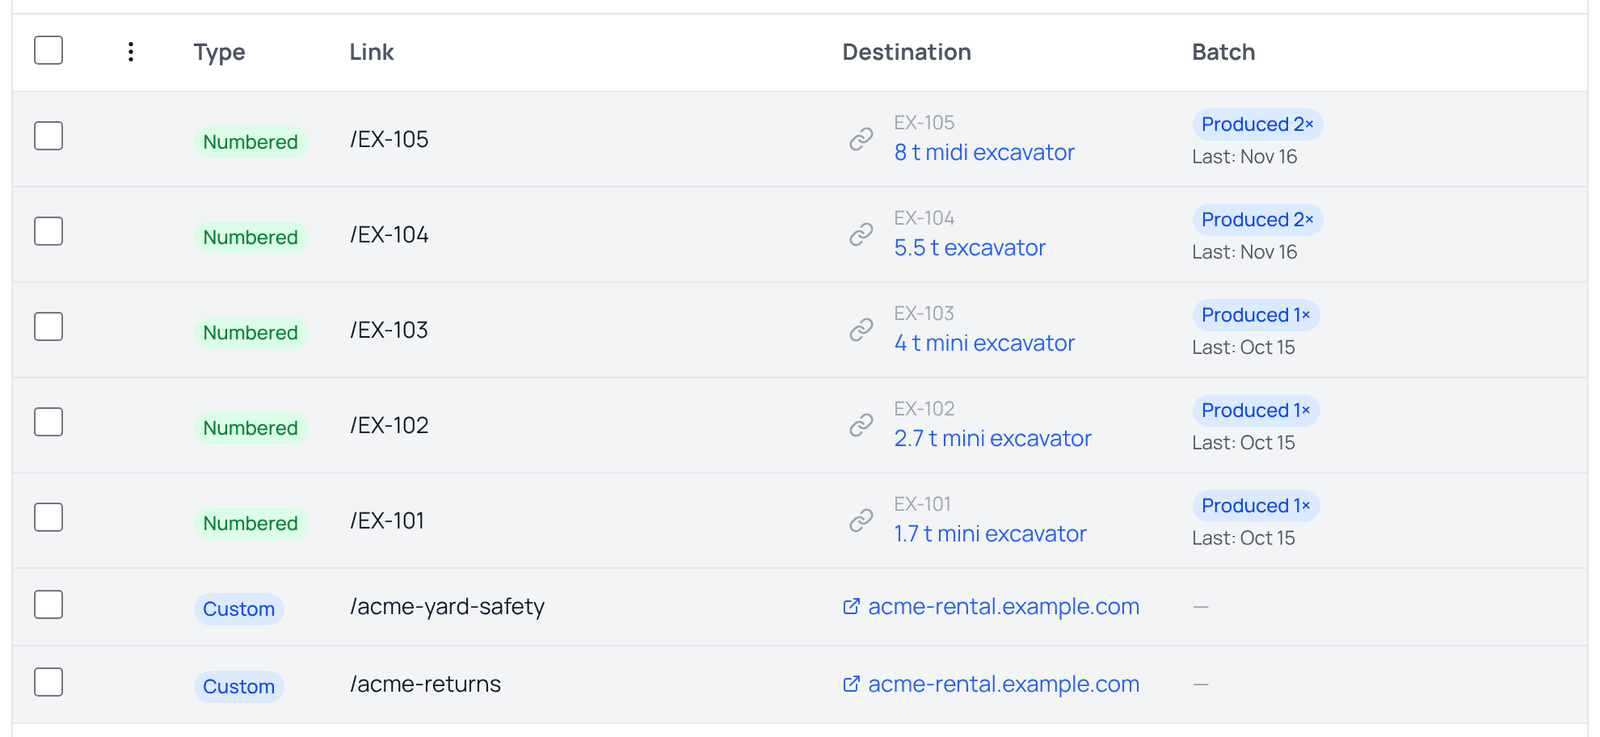 Type Link Destination Batch
Numbered /EX-105 EX-105 Produced 2×
8 t midi excavator Last: Nov 16
Numbered /EX-104 EX-104 Produced 2×
5.5 t excavator Last: Nov 16
Numbered /EX-103 EX-103 Produced 1×
4 t mini excavator Last: Oct 15
Numbered /EX-102 EX-102 Produced 1×
2.7 t mini excavator Last: Oct 15
Numbered /EX-101 EX-101 Produced 1×
1.7 t mini excavator Last: Oct 15
Custom /acme-yard-safety acme-rental.example.com —
Custom /acme-returns acme-rental.example.com —